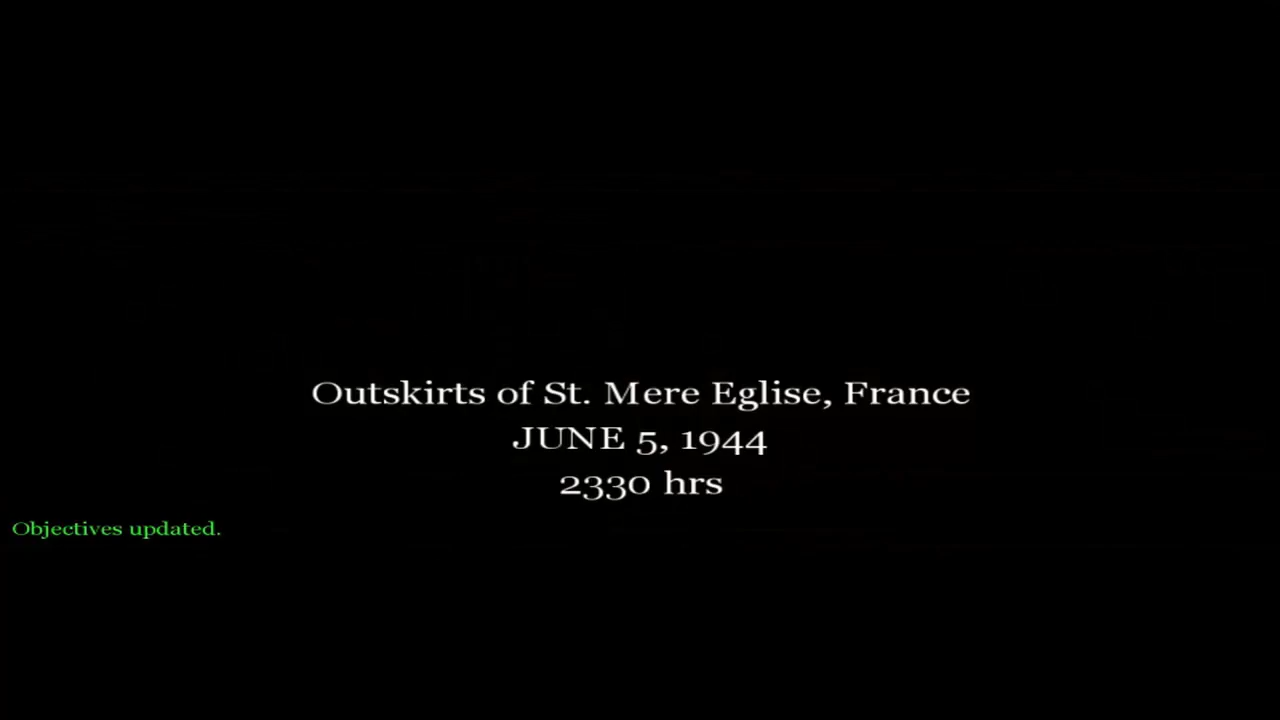 Outskirts of St. Mere Eglise, France
JUNE 5, 1944
2330 hrs
Objectives updated.